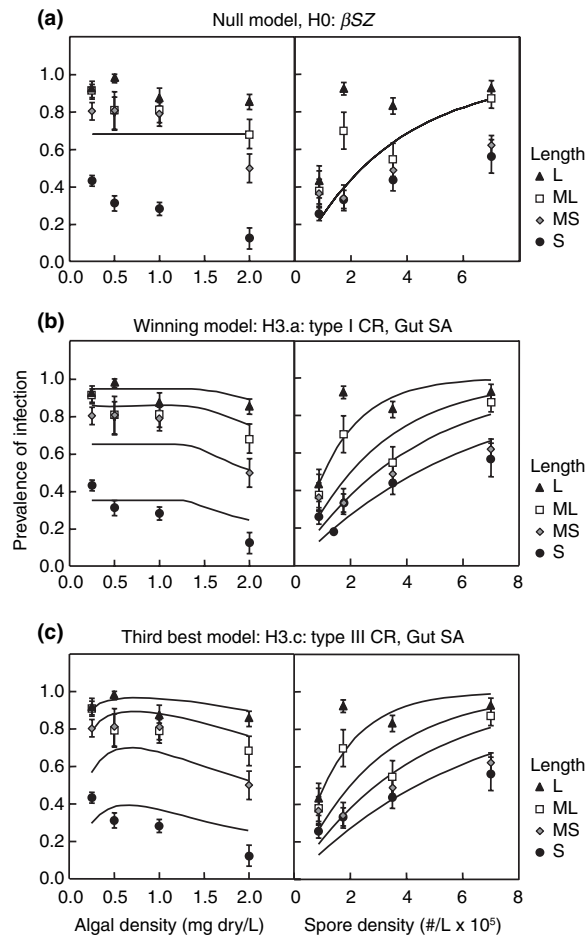 (a)
Null model, H0: βSZ
1.0
0.8
0.6
0.4
0.2
0.0
0.0 0.5 1.0 1.5 2.0 2 4 6 8
Length
L
ML
MS
S
(b)
Winning model: H3.a: type I CR, Gut SA
Prevalence of infection
1.0
0.8
0.6
0.4
0.2
0.0
0.0 0.5 1.0 1.5 2.0 2 4 6 8
Length
L
ML
MS
S
(c)
Third best model: H3.c: type III CR, Gut SA
1.0
0.8
0.6
0.4
0.2
0.0
0.0 0.5 1.0 1.5 2.0 2 4 6 8
Length
L
ML
MS
S
Algal density (mg dry/L) Spore density (#/L x 10⁵)